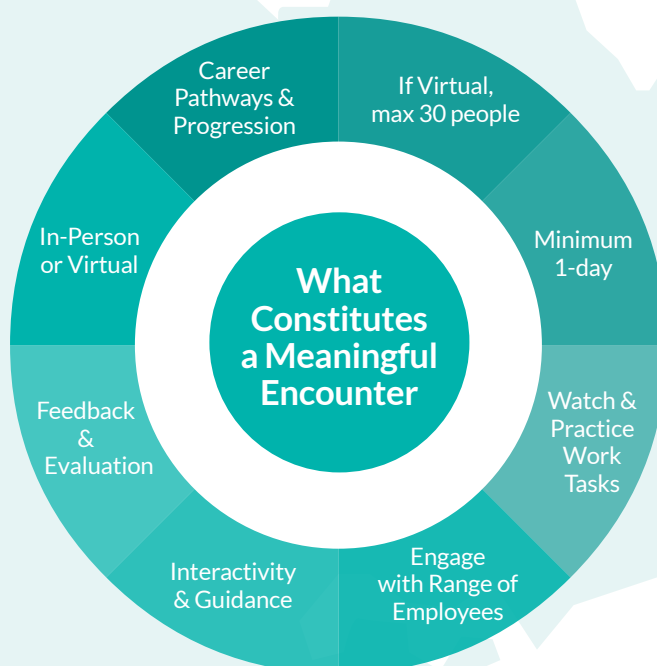 What
Constitutes
a Meaningful
Encounter
If Virtual,
max 30 people
Minimum
1-day
Watch &
Practice
Work
Tasks
Engage
with Range of
Employees
Interactivity
& Guidance
Feedback
&
Evaluation
In-Person
or Virtual
Career
Pathways &
Progression